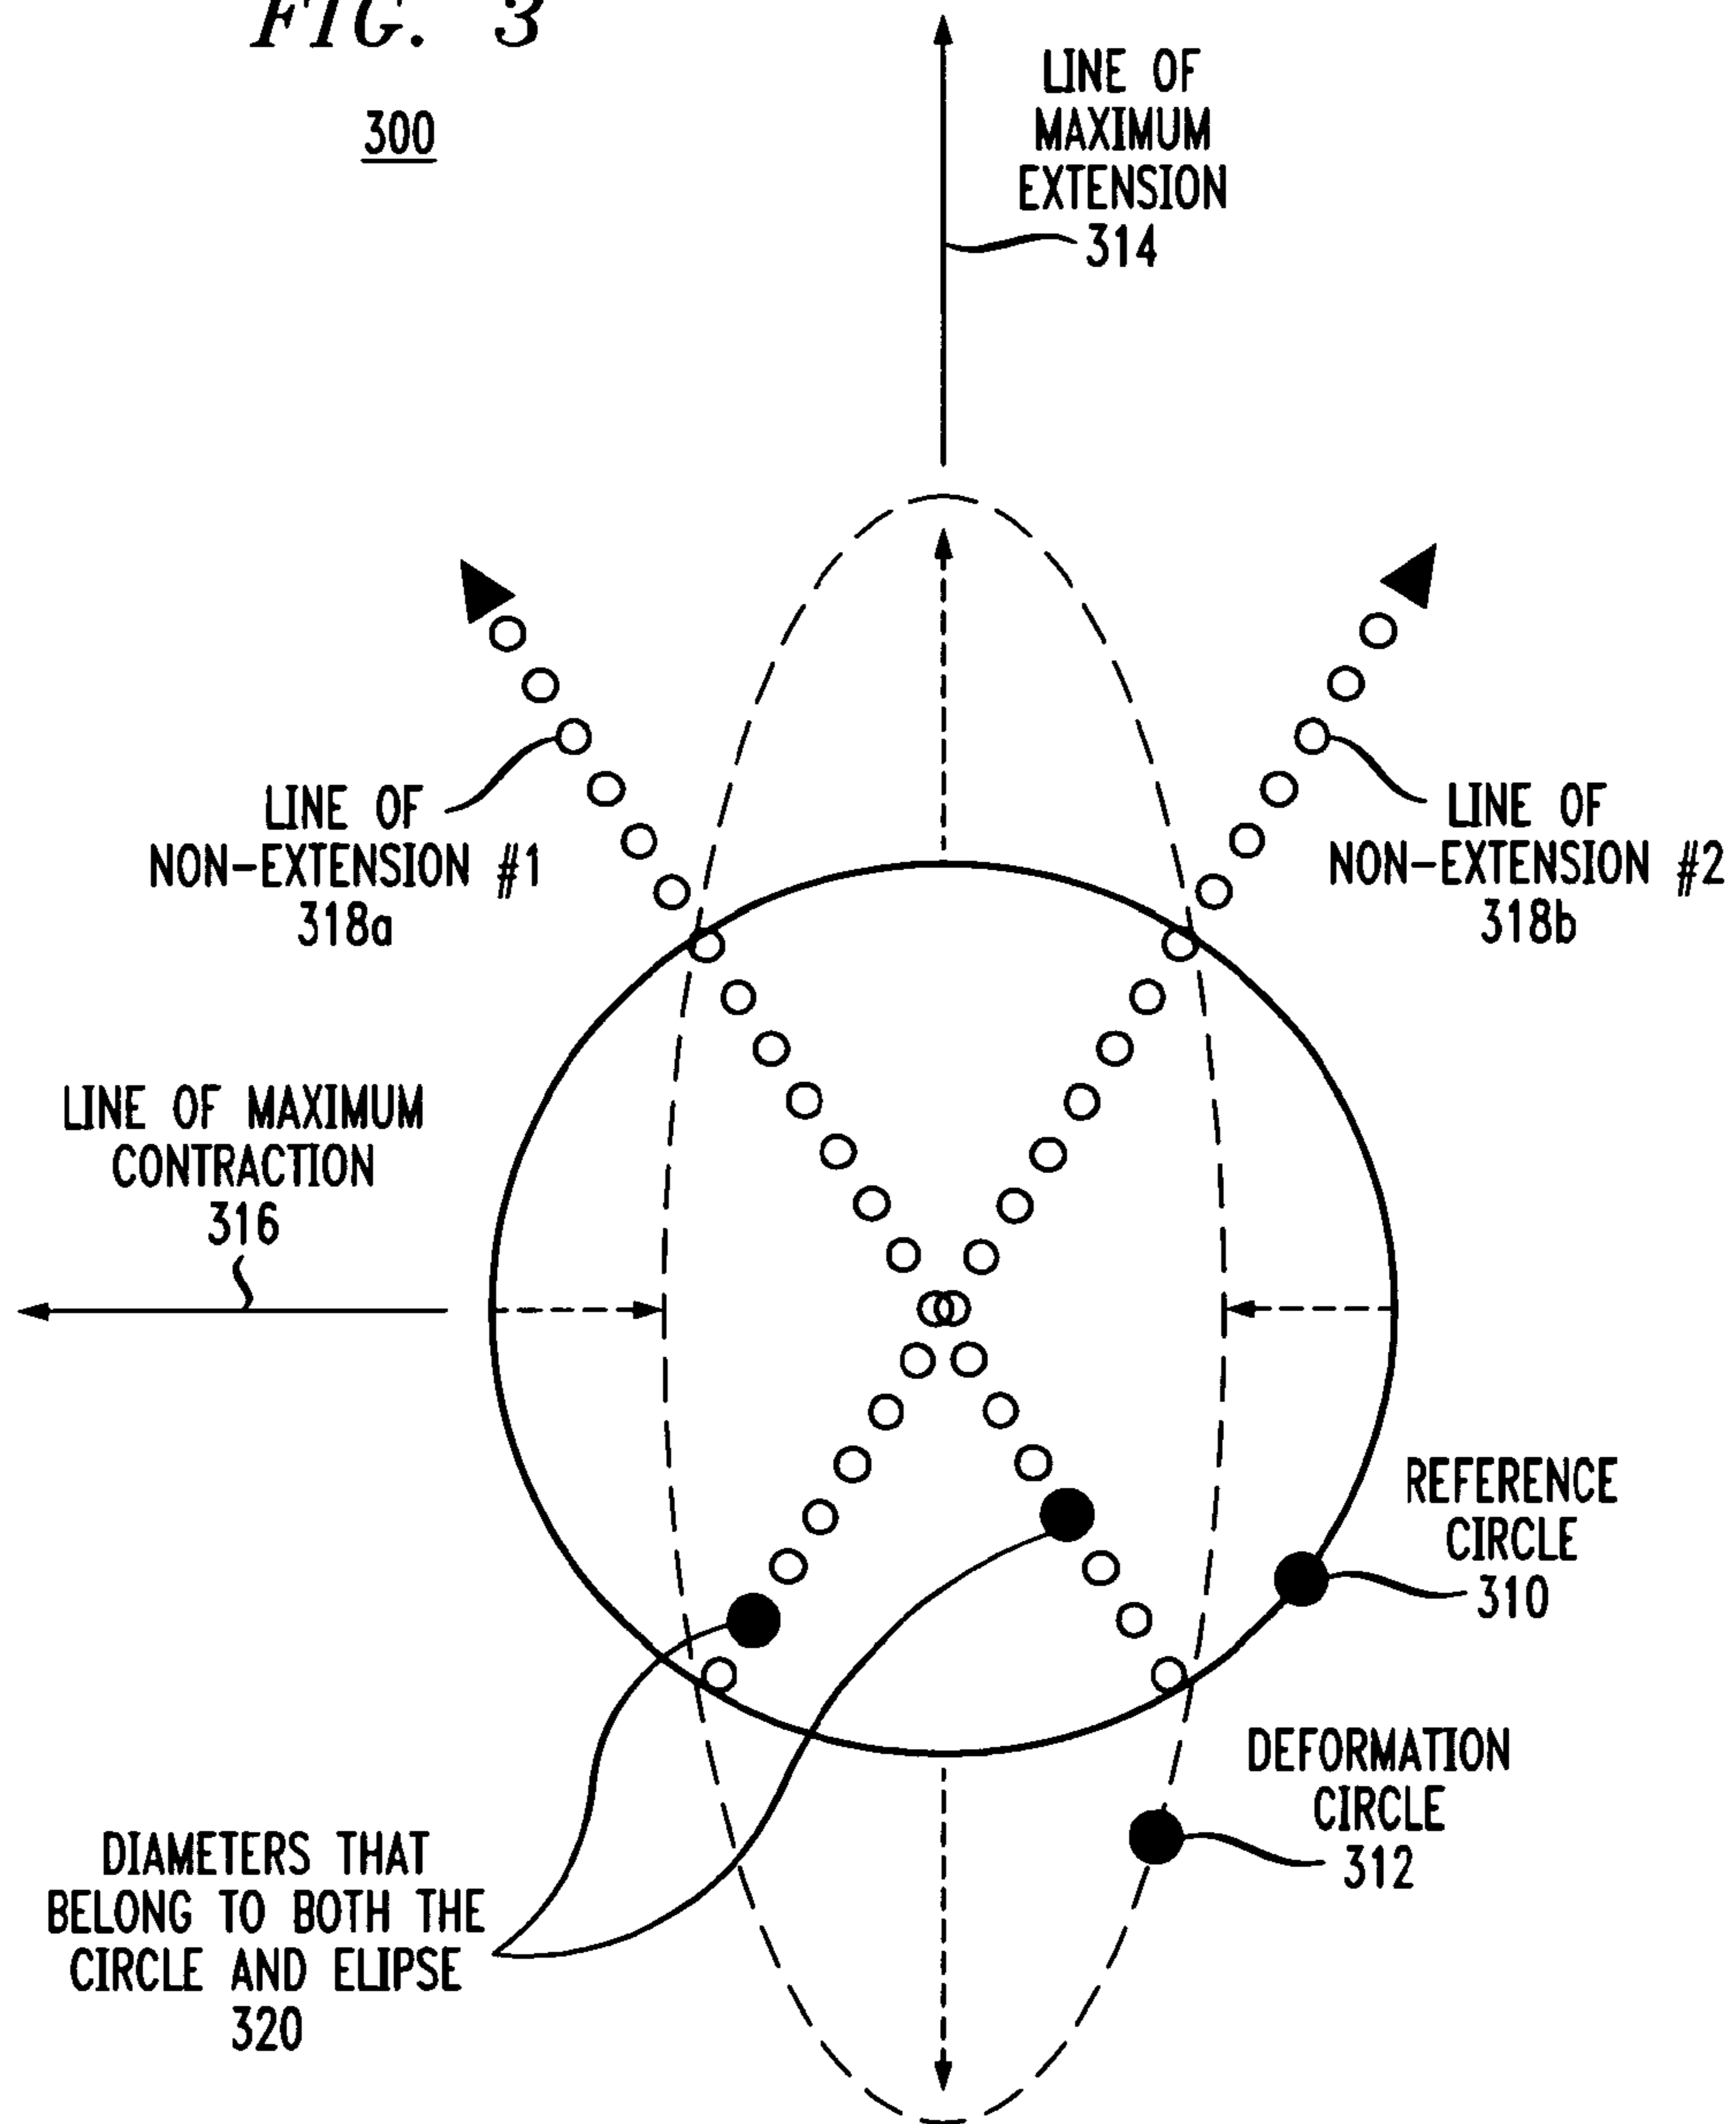 FIG. 3
300
LINE OF
MAXIMUM
EXTENSION
314
LINE OF
NON-EXTENSION #1
318a
LINE OF
NON-EXTENSION #2
318b
LINE OF MAXIMUM
CONTRACTION
316
REFERENCE
CIRCLE
310
DEFORMATION
CIRCLE
312
DIAMETERS THAT
BELONG TO BOTH THE
CIRCLE AND ELIPSE
320